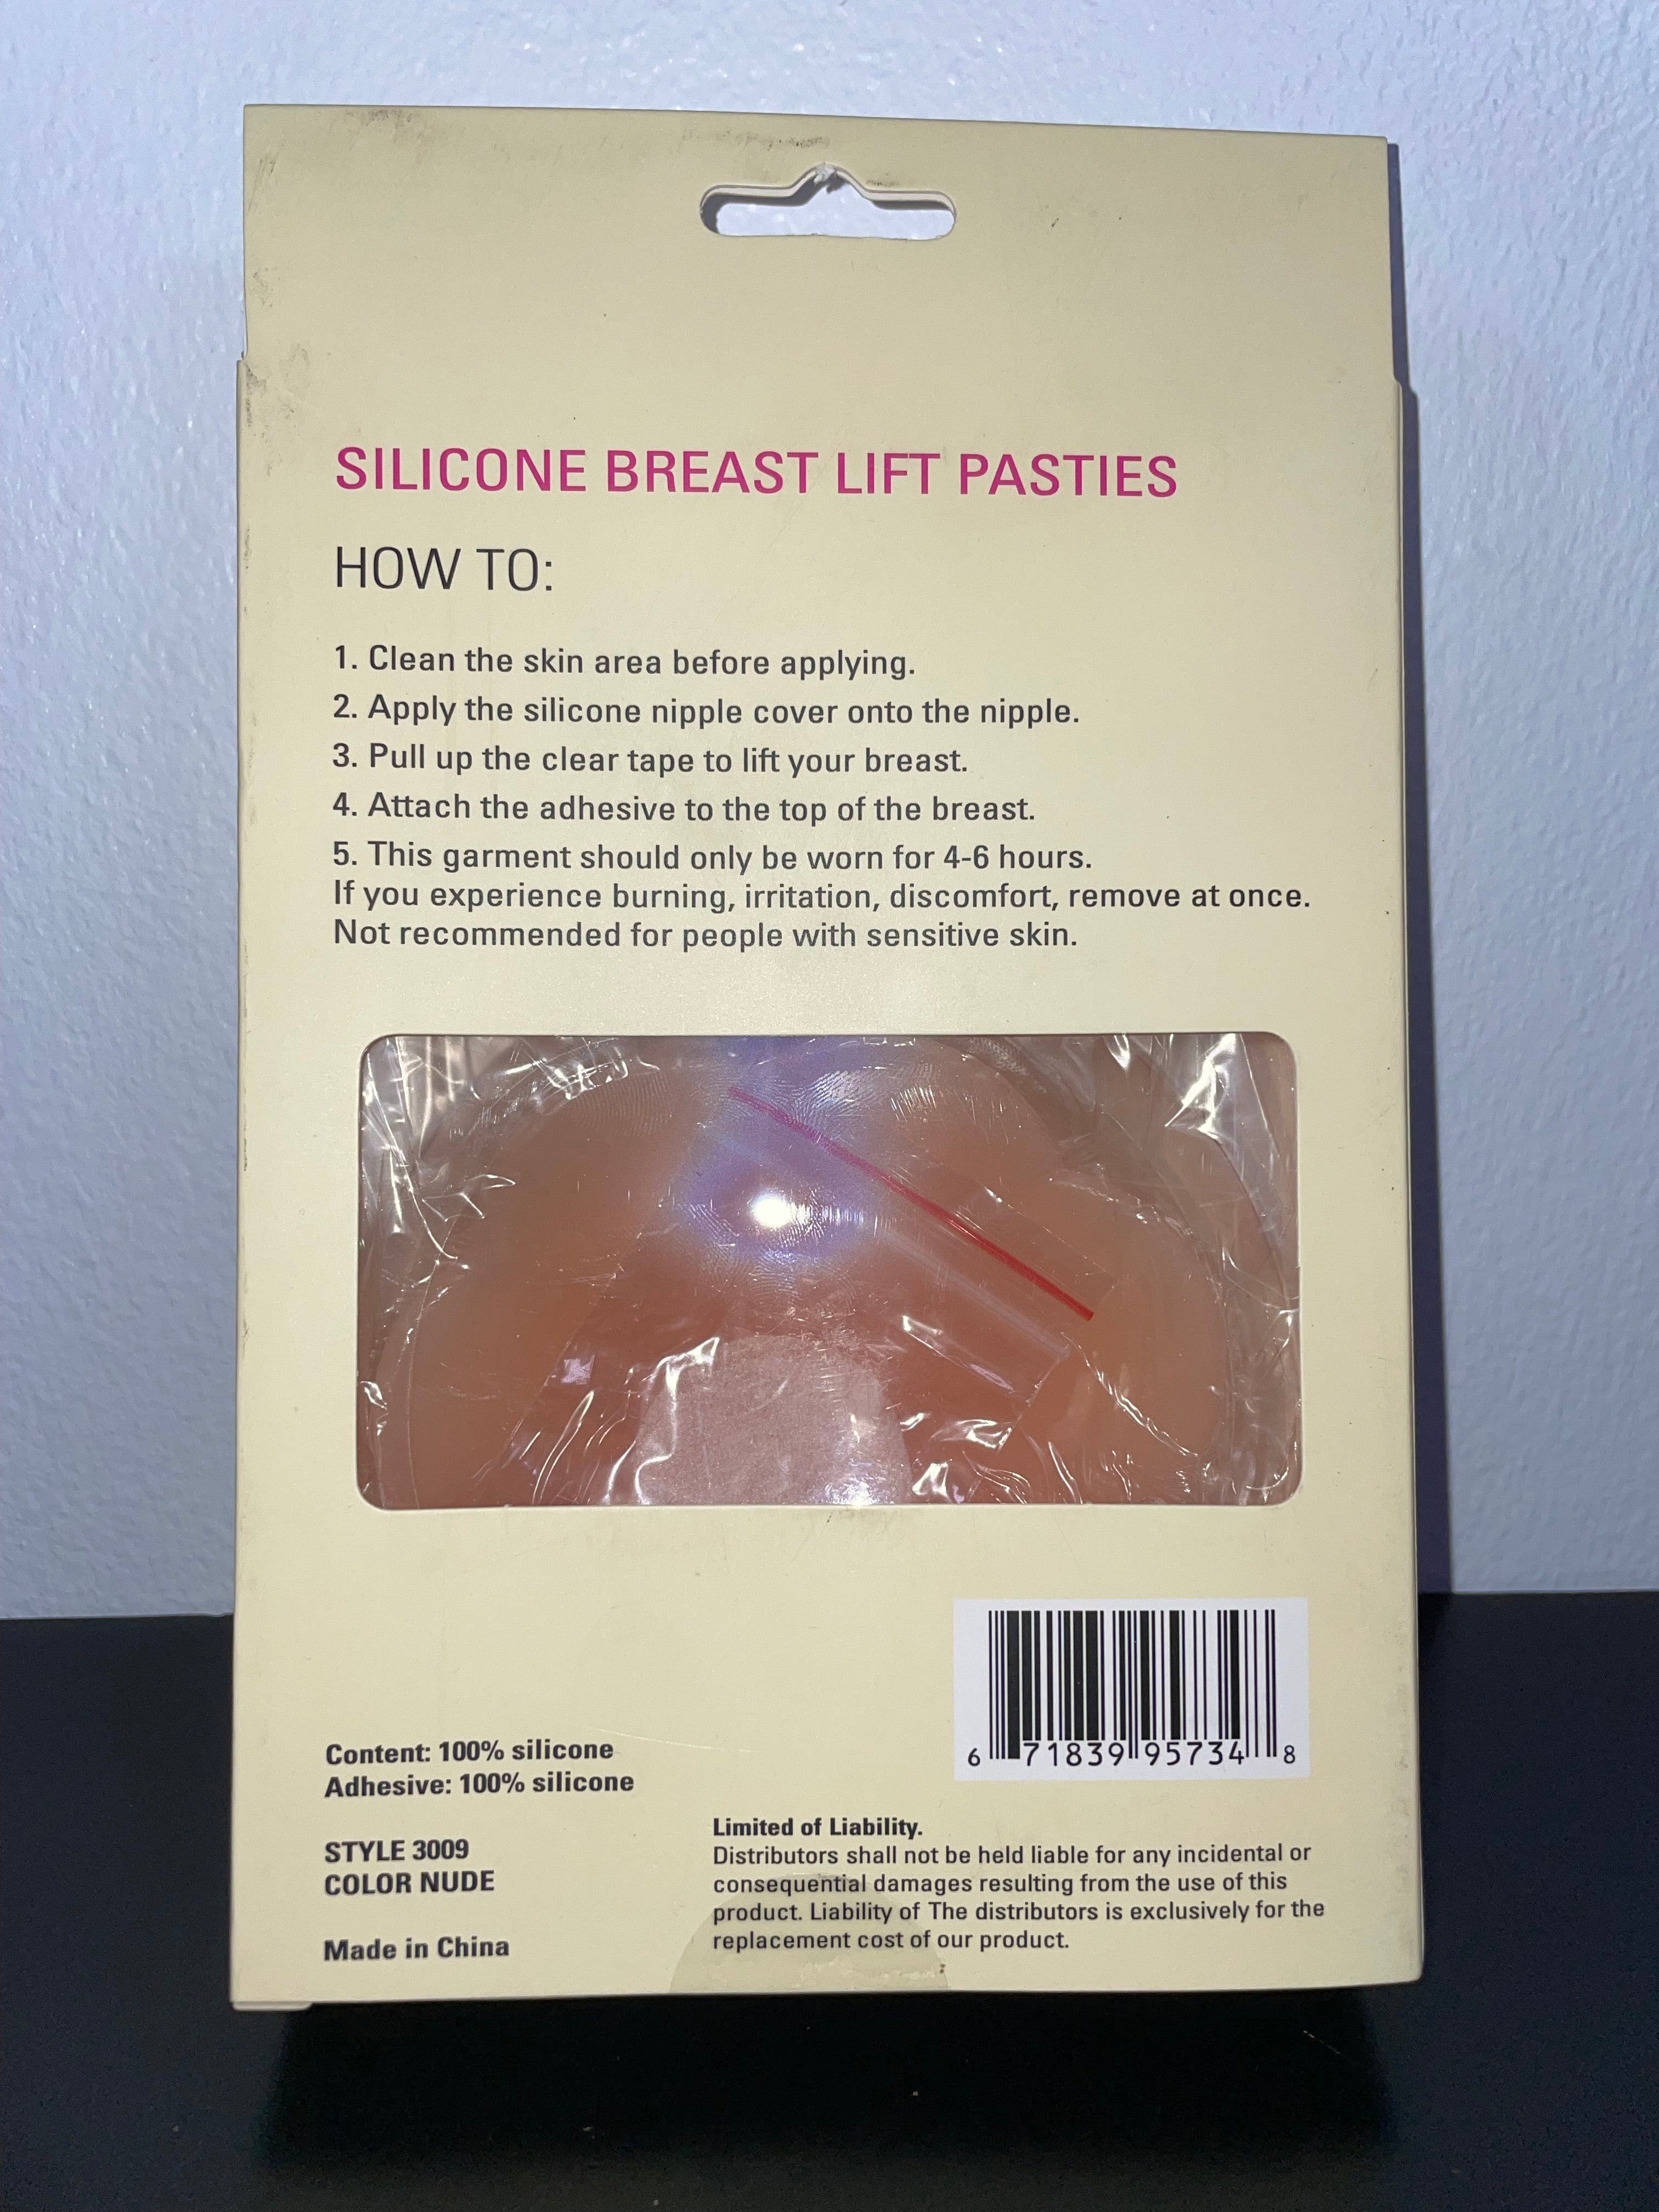 SILICONE BREAST LIFT PASTIES
HOW TO:
1. Clean the skin area before applying.
2. Apply the silicone nipple cover onto the nipple.
3. Pull up the clear tape to lift your breast.
4. Attach the adhesive to the top of the breast.
5. This garment should only be worn for 4-6 hours.
If you experience burning, irritation, discomfort, remove at once.
Not recommended for people with sensitive skin.
6 71839 95734 8
Content: 100% silicone
Adhesive: 100% silicone
STYLE 3009
COLOR NUDE
Made in China
Limited of Liability.
Distributors shall not be held liable for any incidental or
consequential damages resulting from the use of this
product. Liability of The distributors is exclusively for the
replacement cost of our product.